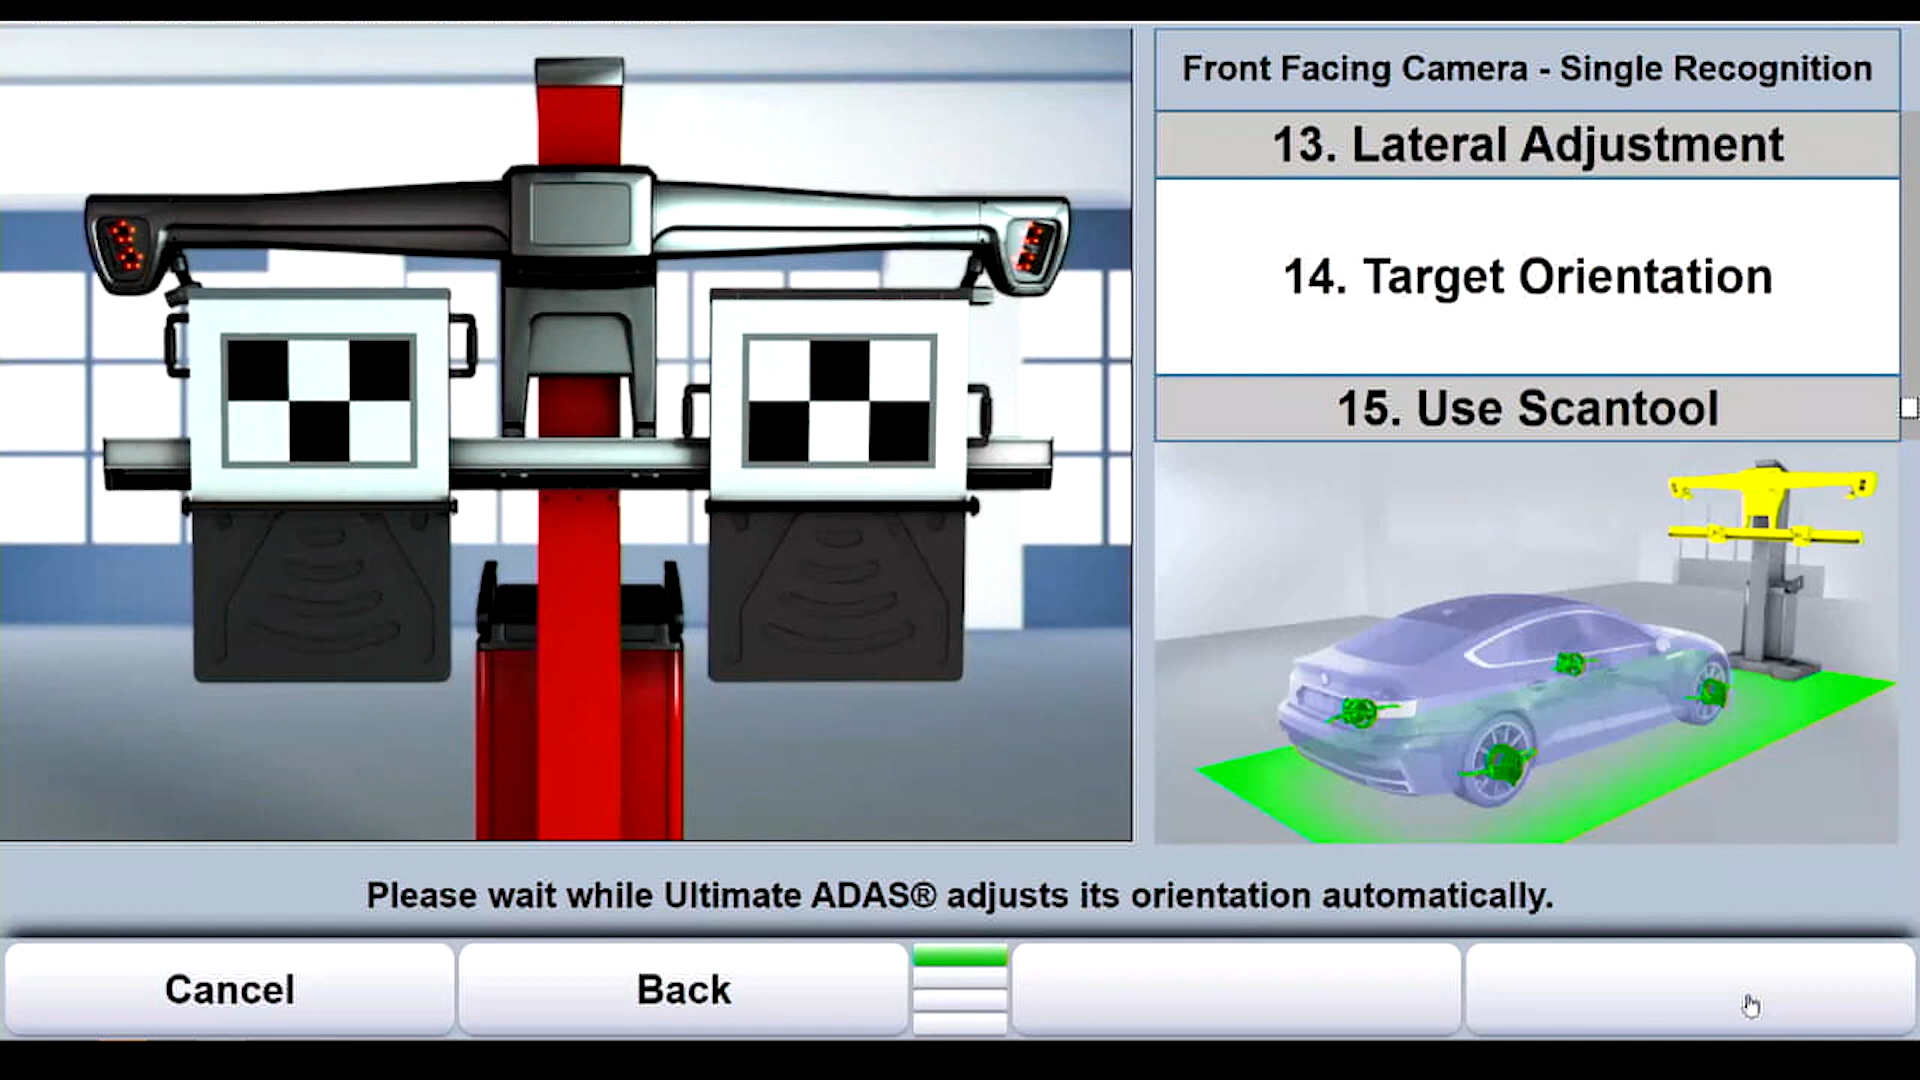 Front Facing Camera - Single Recognition
13. Lateral Adjustment
14. Target Orientation
15. Use Scantool
Please wait while Ultimate ADAS® adjusts its orientation automatically.
Cancel
Back